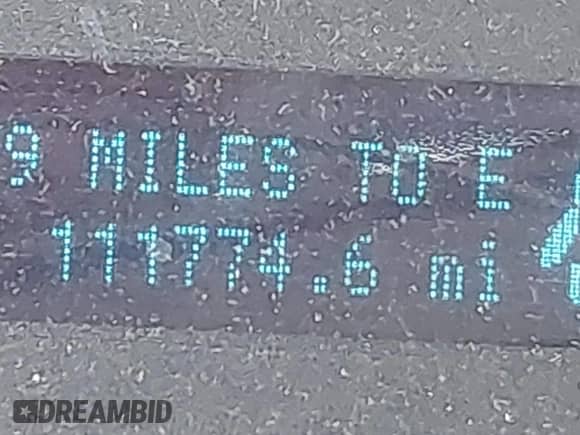 9 MILES TO E
111774.6 mi
DREAMBID